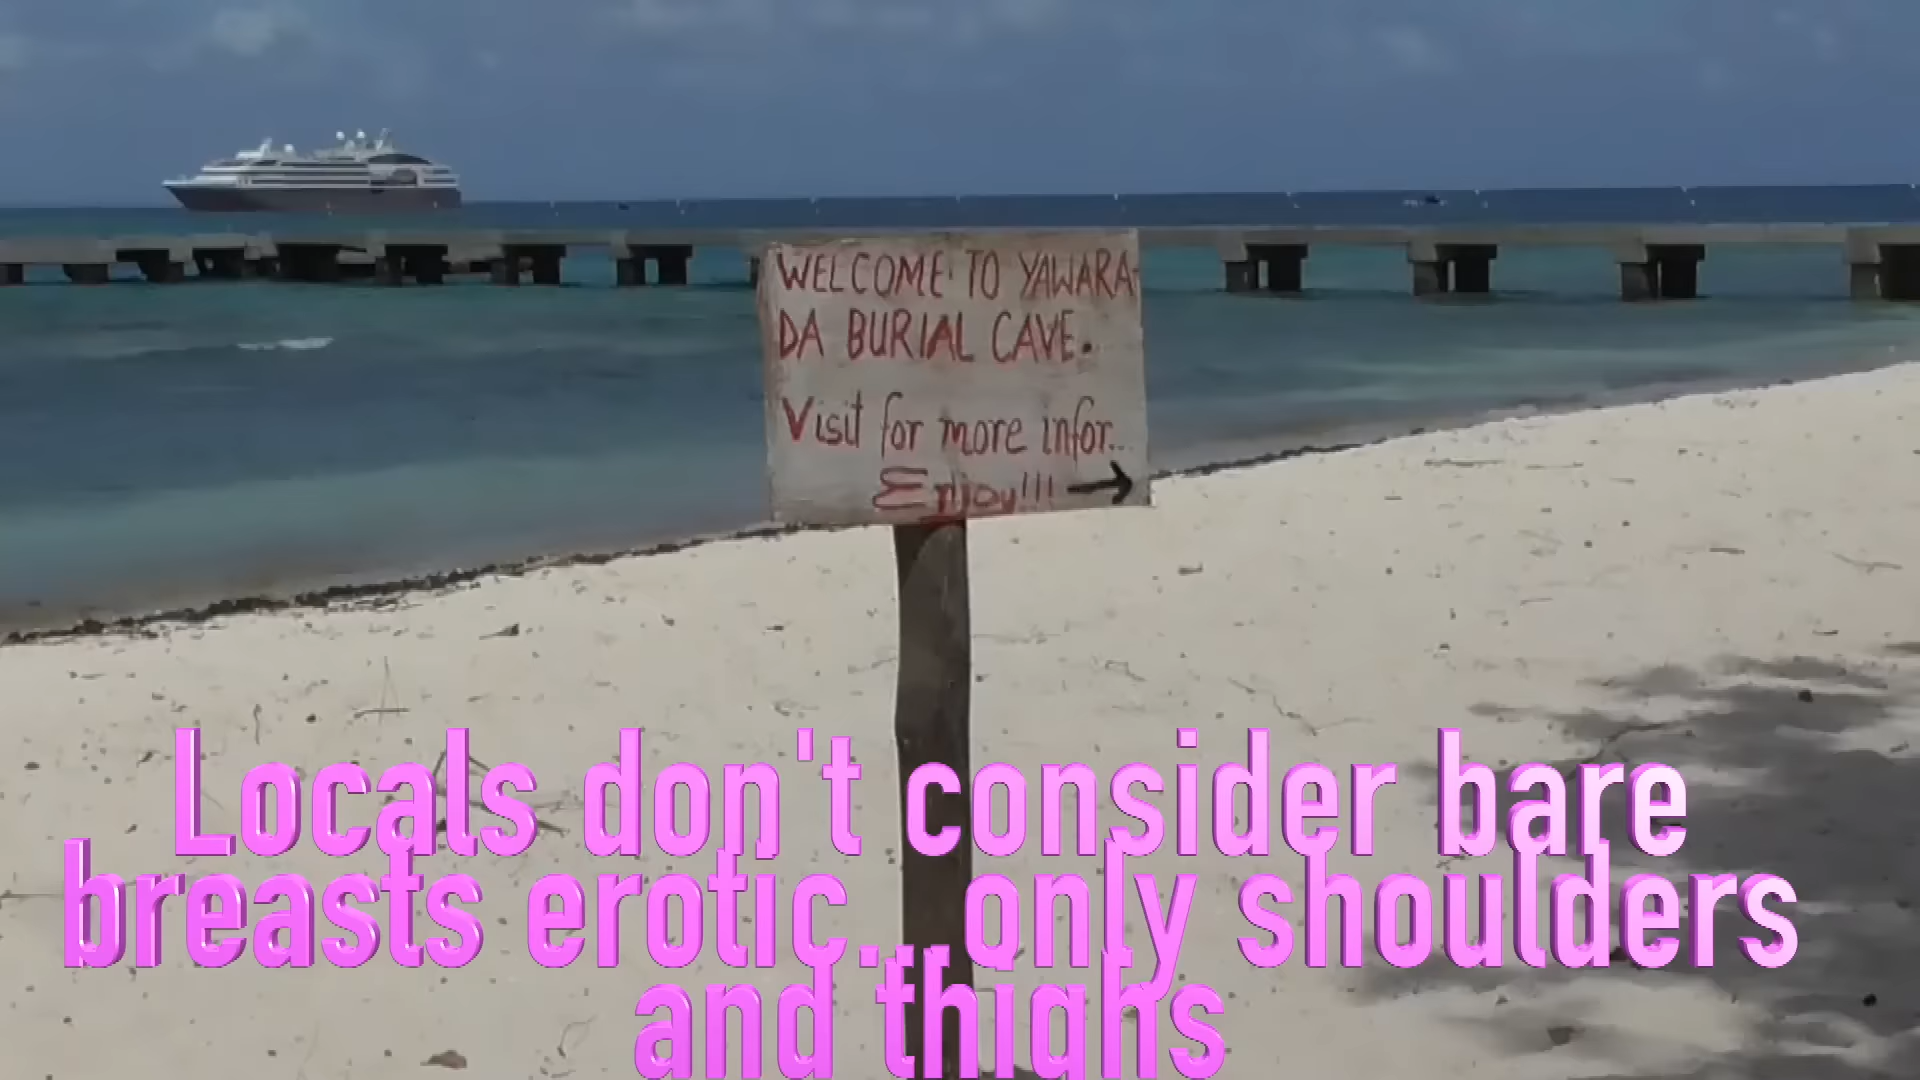 WELCOME TO YAWARA-
DA BURIAL CAVE.
Visit for more infor..
Enjoy!!!
Locals don't consider bare
breasts erotic...only shoulders
and thighs